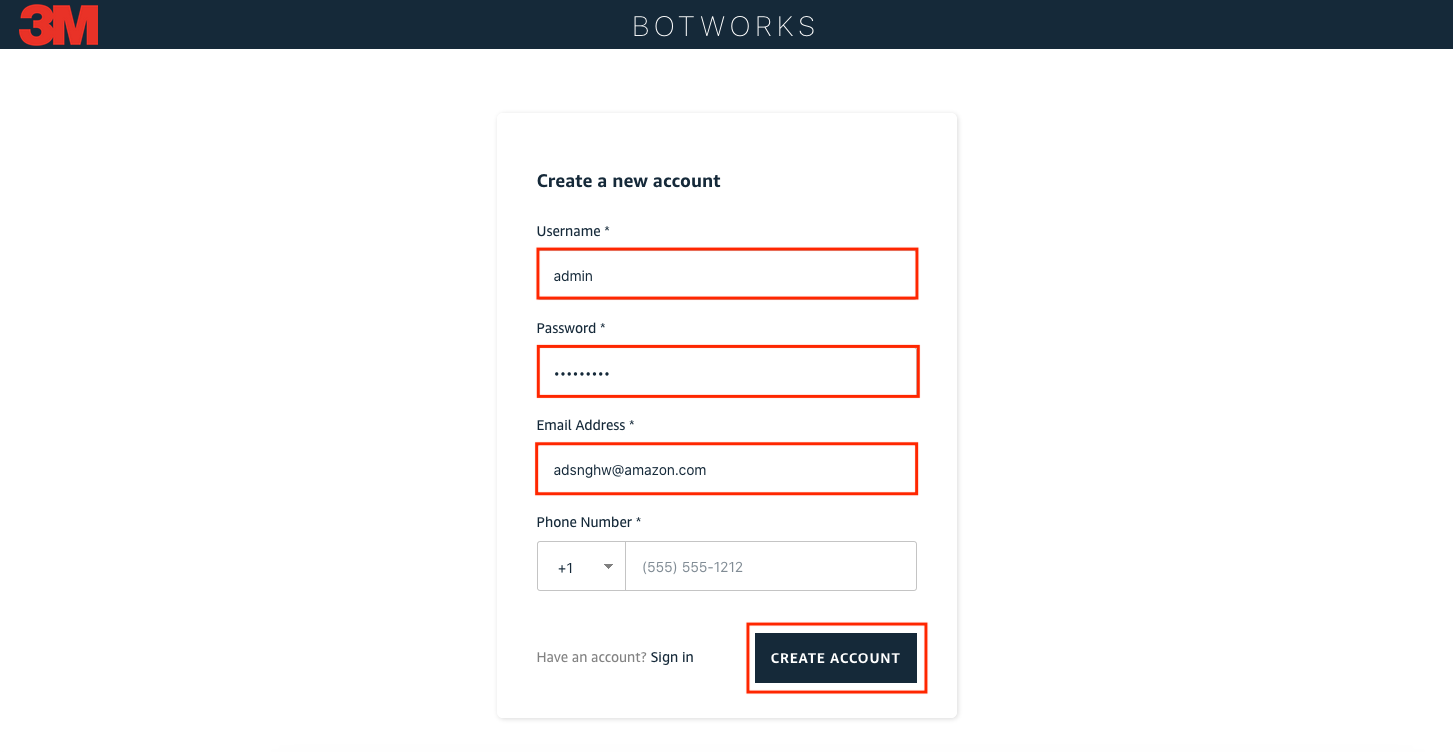 3M
BOTWORKS
Create a new account
Username *
admin
Password *
•••••••••
Email Address *
adsnghw@amazon.com
Phone Number *
+1 (555) 555-1212
Have an account? Sign in
CREATE ACCOUNT